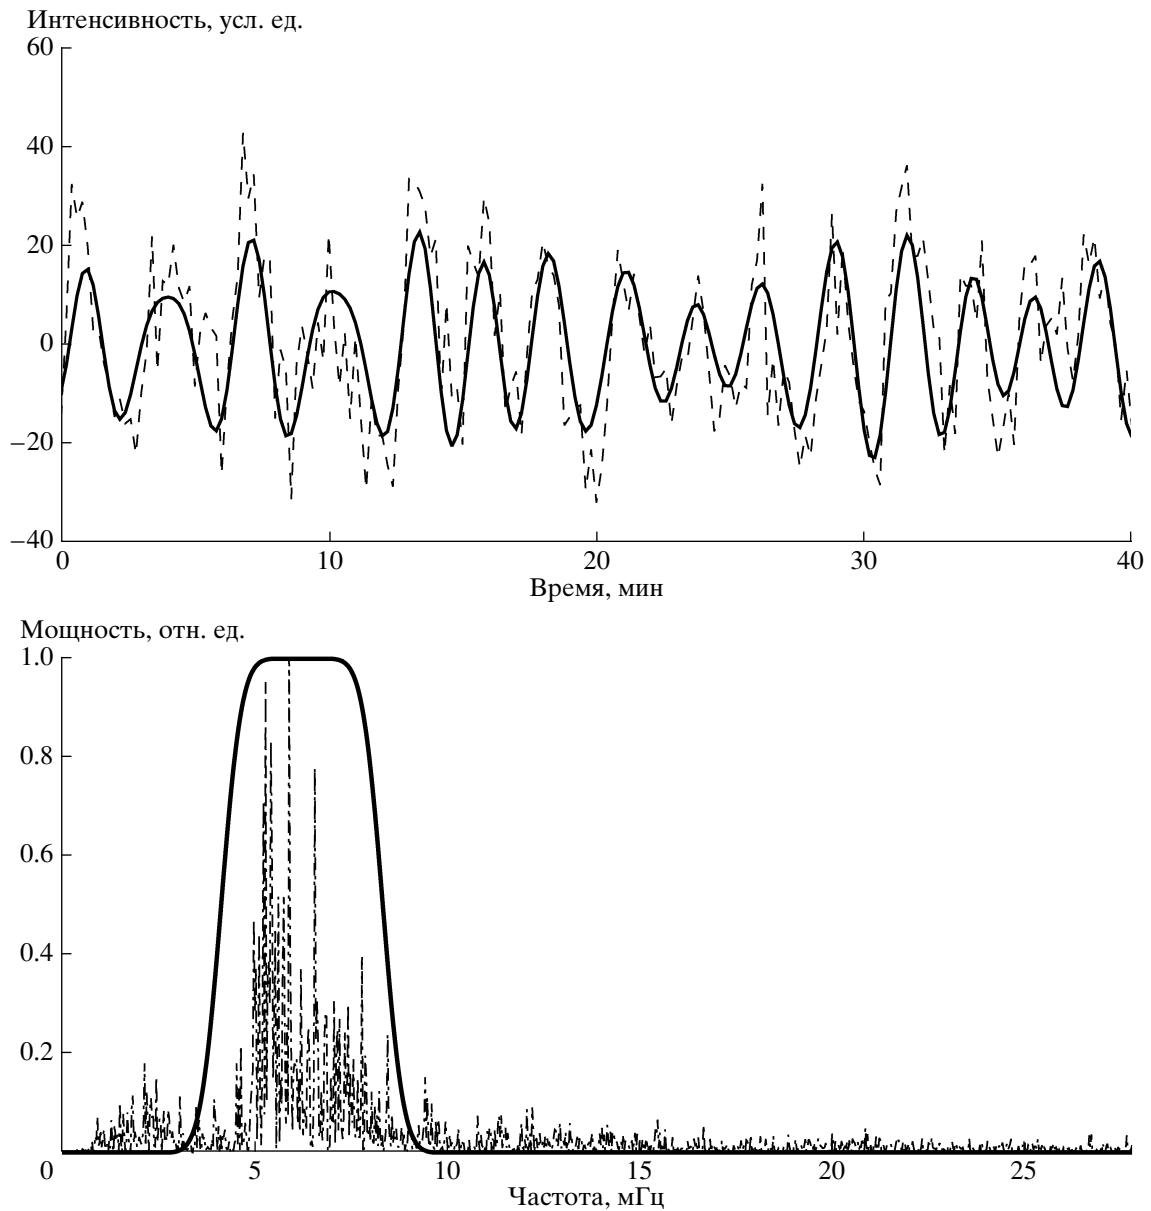 Интенсивность, усл. ед.
60
40
20
0
–20
–40
0 10 20 30 40
Время, мин
Мощность, отн. ед.
1.0
0.8
0.6
0.4
0.2
0 5 10 15 20 25
Частота, мГц